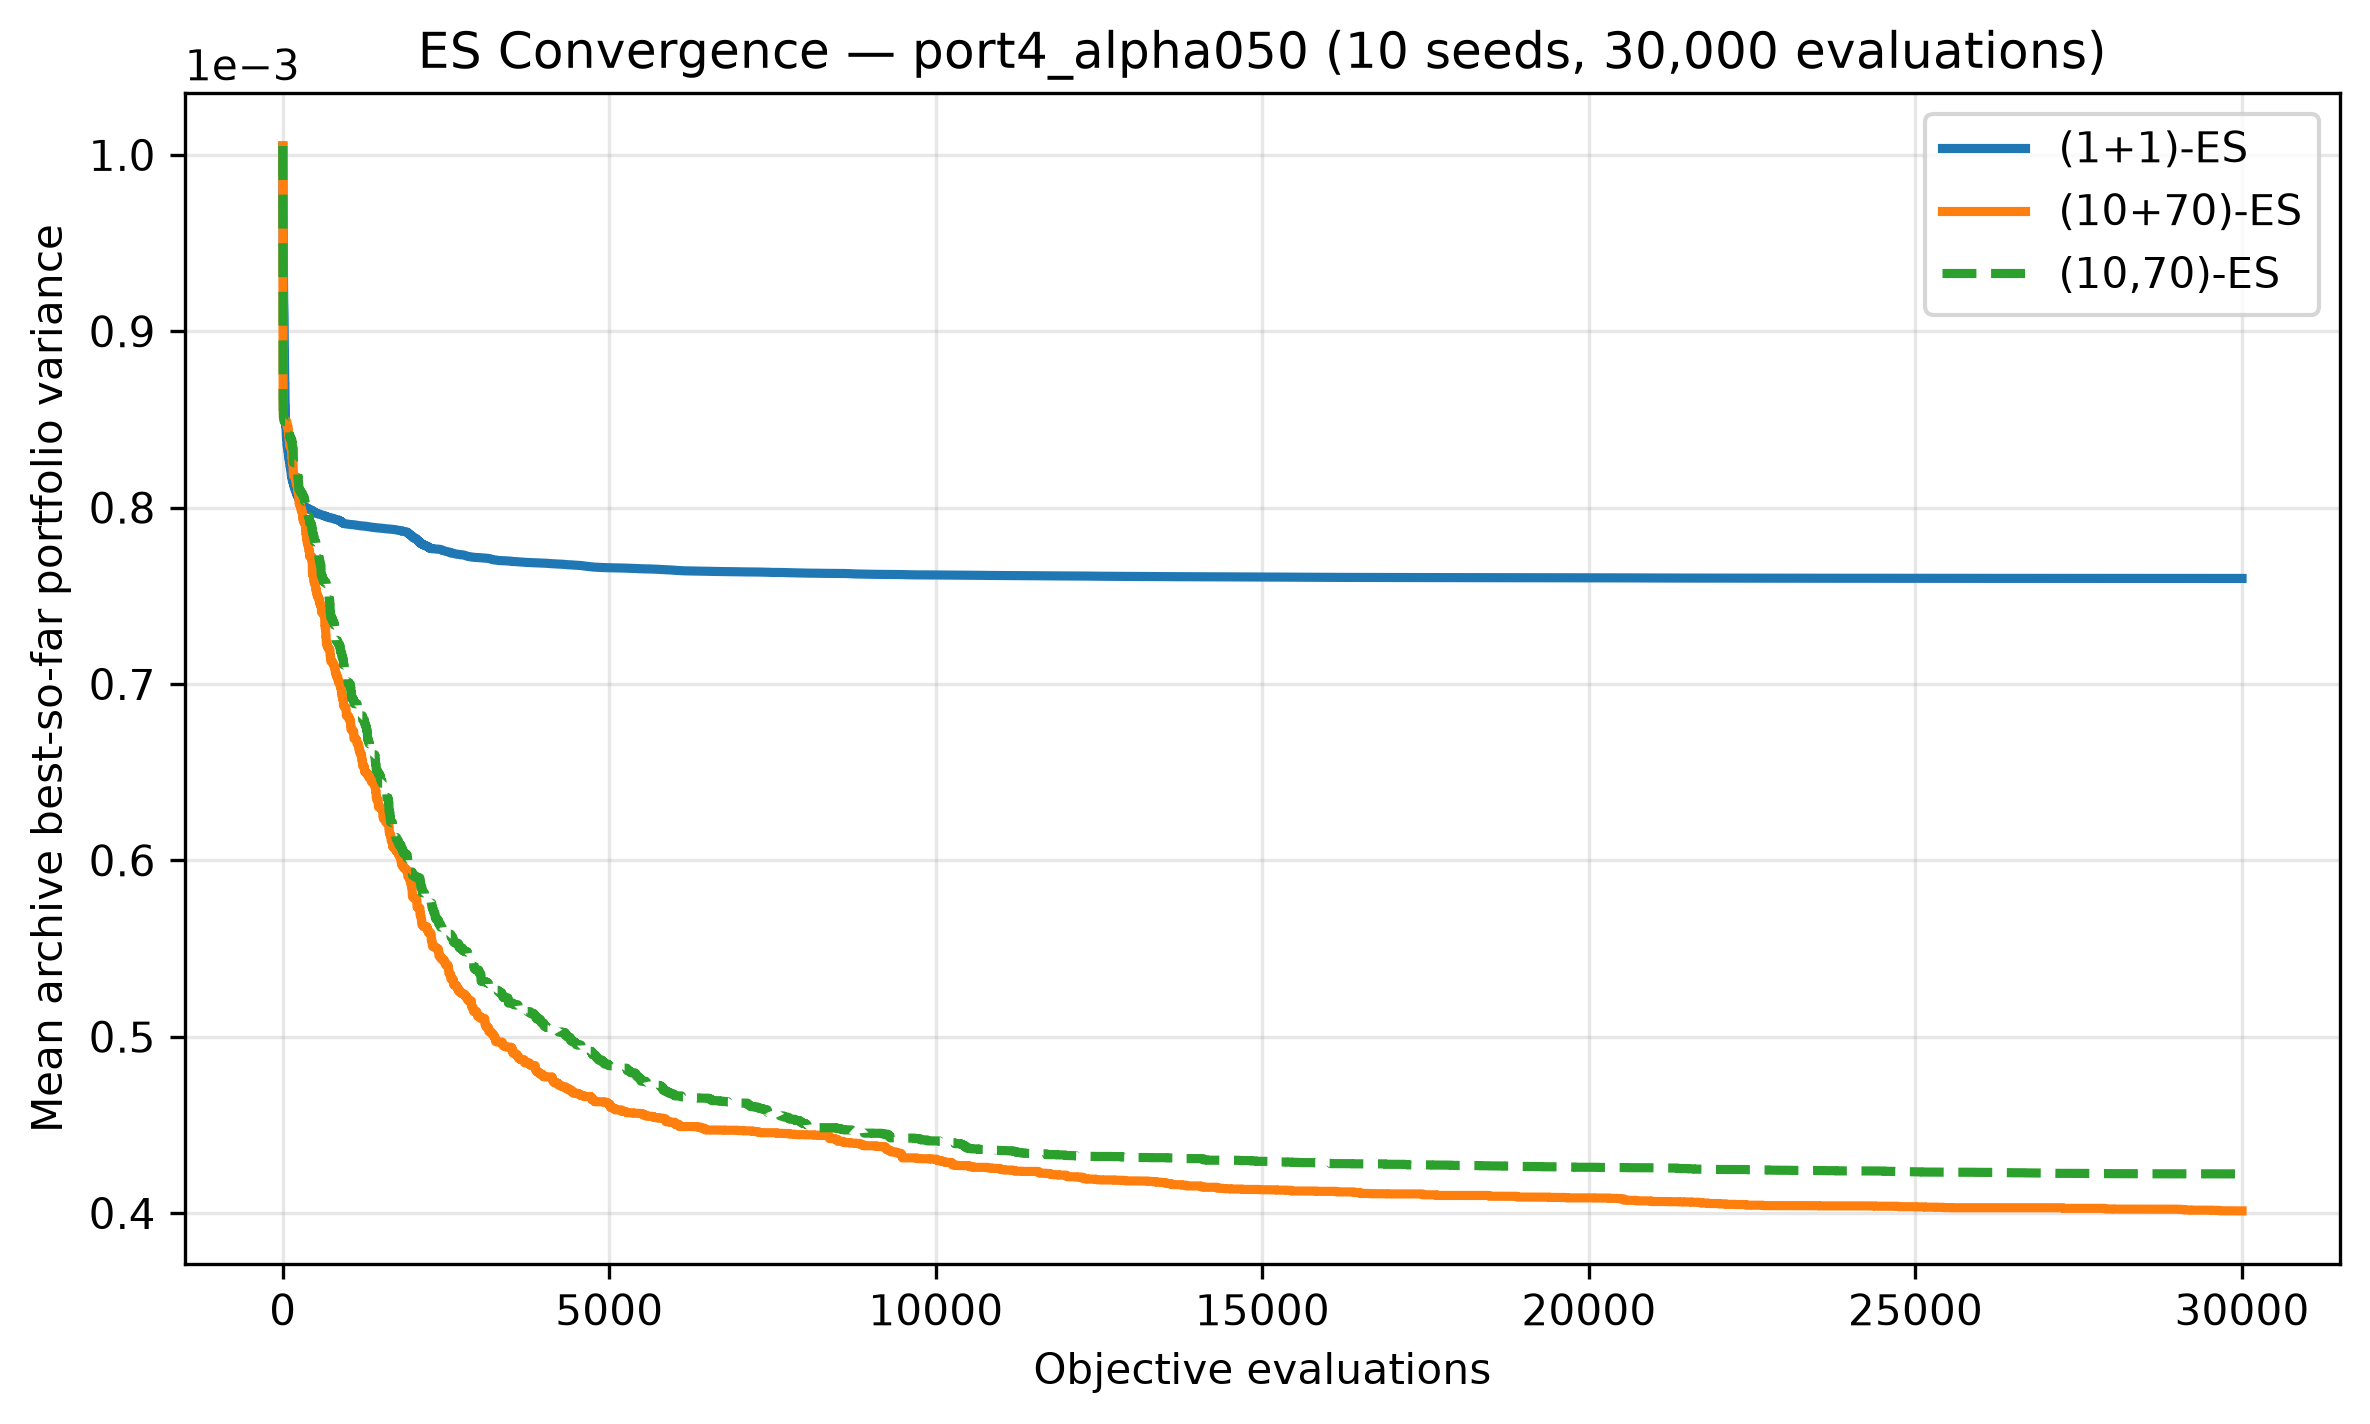 ES Convergence — port4_alpha050 (10 seeds, 30,000 evaluations)
1e−3
1.0
0.9
0.8
0.7
0.6
0.5
0.4
Mean archive best-so-far portfolio variance
(1+1)-ES
(10+70)-ES
(10,70)-ES
0 5000 10000 15000 20000 25000 30000
Objective evaluations